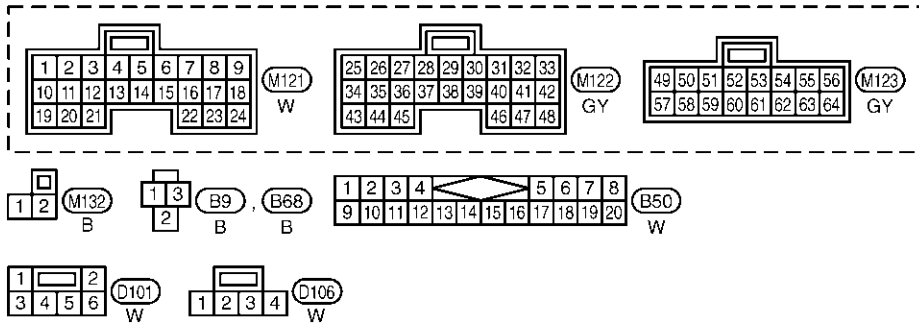 1 2 3 4 5 6 7 8 9 25 26 27 28 29 30 31 32 33 49 50 51 52 53 54 55 56
M121 M122 M123
10 11 12 13 14 15 16 17 18 34 35 36 37 38 39 40 41 42 57 58 59 60 61 62 63 64
W GY GY
19 20 21 22 23 24 43 44 45 46 47 48
1 2 3 4 5 6 7 8
1 2 M132 1 3 B9 , B68 9 10 11 12 13 14 15 16 17 18 19 20 B50
B 2 B B W
1 2
3 4 5 6 D101 1 2 3 4 D106
W W